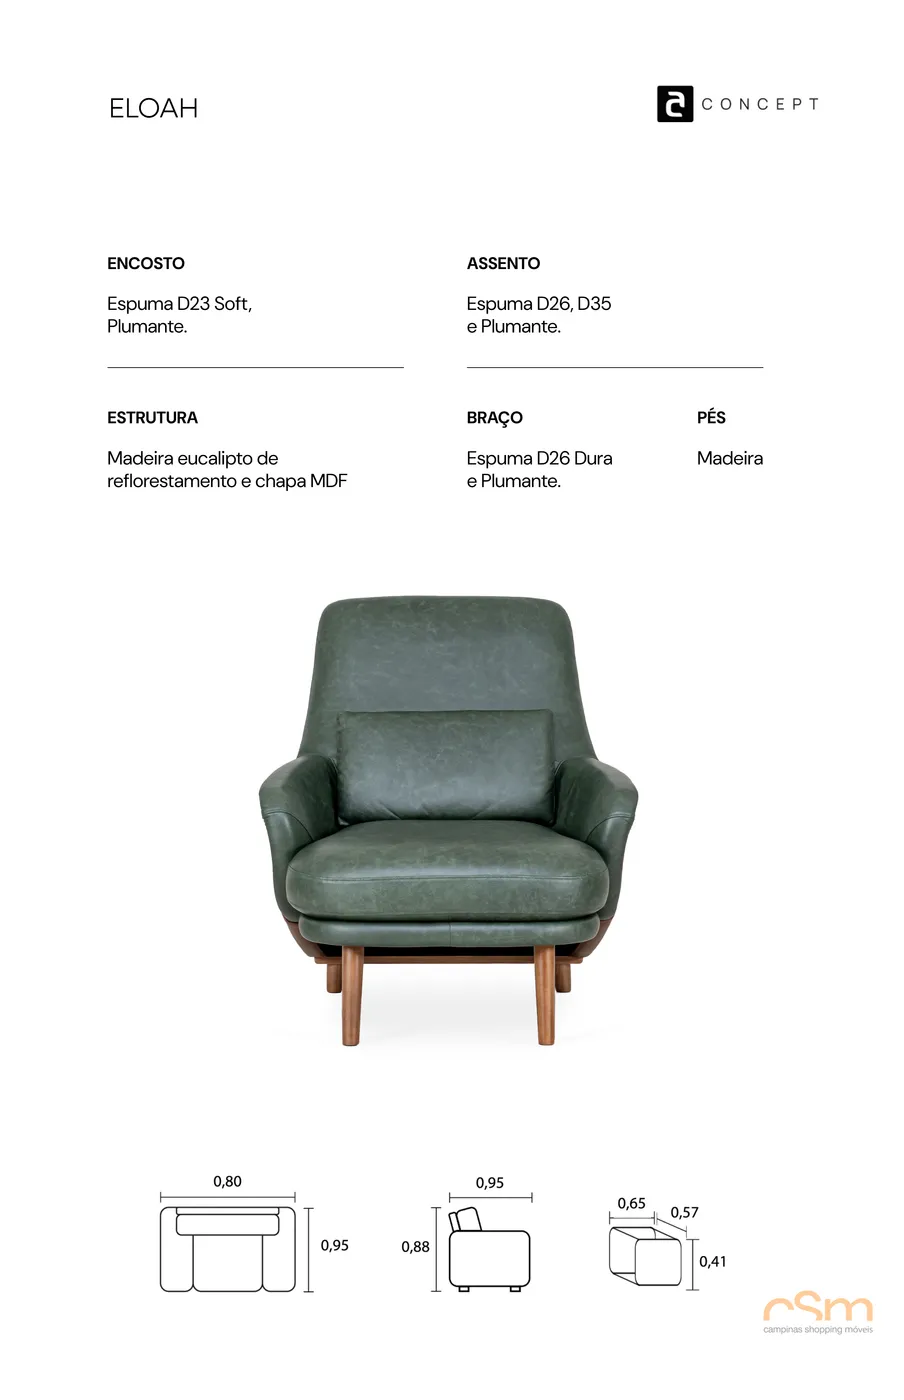 ELOAH
CONCEPT
ENCOSTO
Espuma D23 Soft,
Plumante.
ASSENTO
Espuma D26, D35
e Plumante.
ESTRUTURA
Madeira eucalipto de
reflorestamento e chapa MDF
BRAÇO
Espuma D26 Dura
e Plumante.
PÉS
Madeira
0,80
0,95
0,95
0,88
0,65
0,57
0,41
csm
campinas shopping móveis